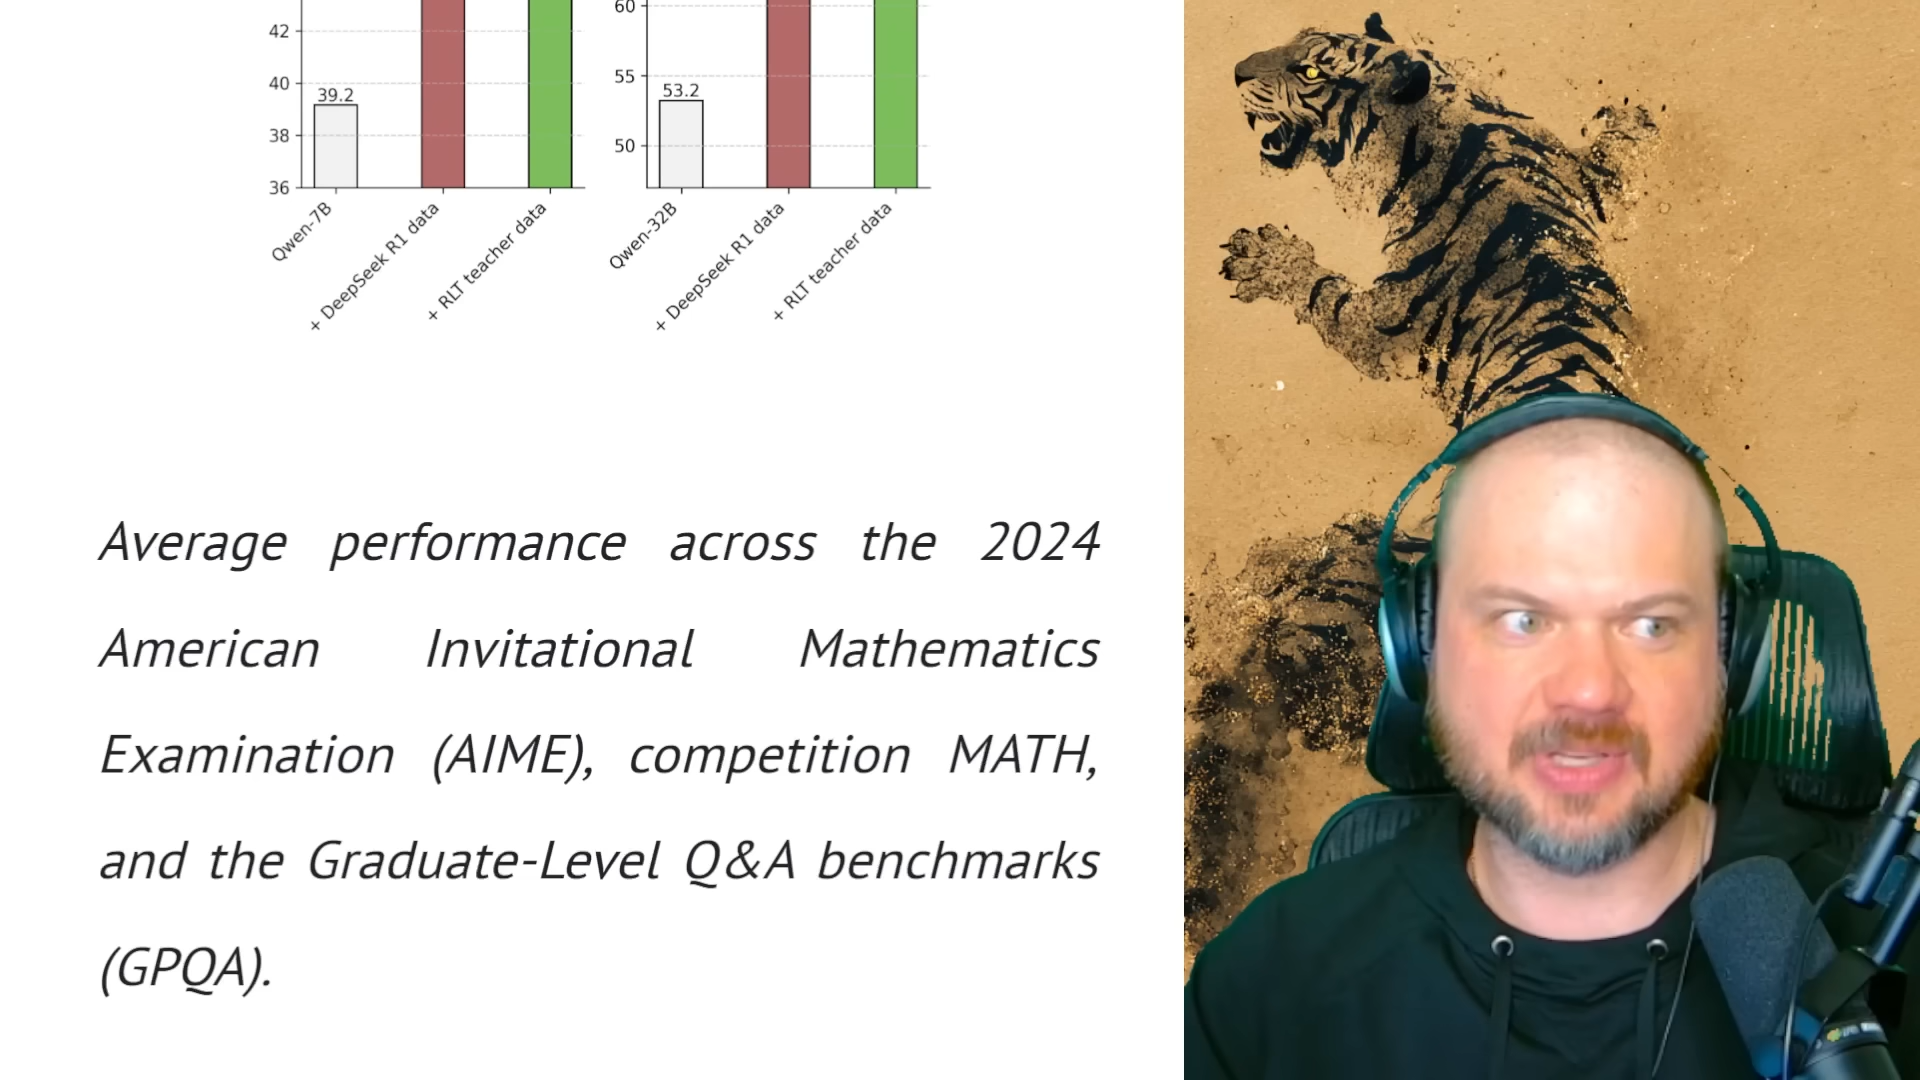 42
40
39.2
38
36
Qwen-7B
+ DeepSeek R1 data
+ RLT teacher data
60
55
53.2
50
Qwen-32B
+ DeepSeek R1 data
+ RLT teacher data
Average performance across the 2024
American Invitational Mathematics
Examination (AIME), competition MATH,
and the Graduate-Level Q&A benchmarks
(GPQA).